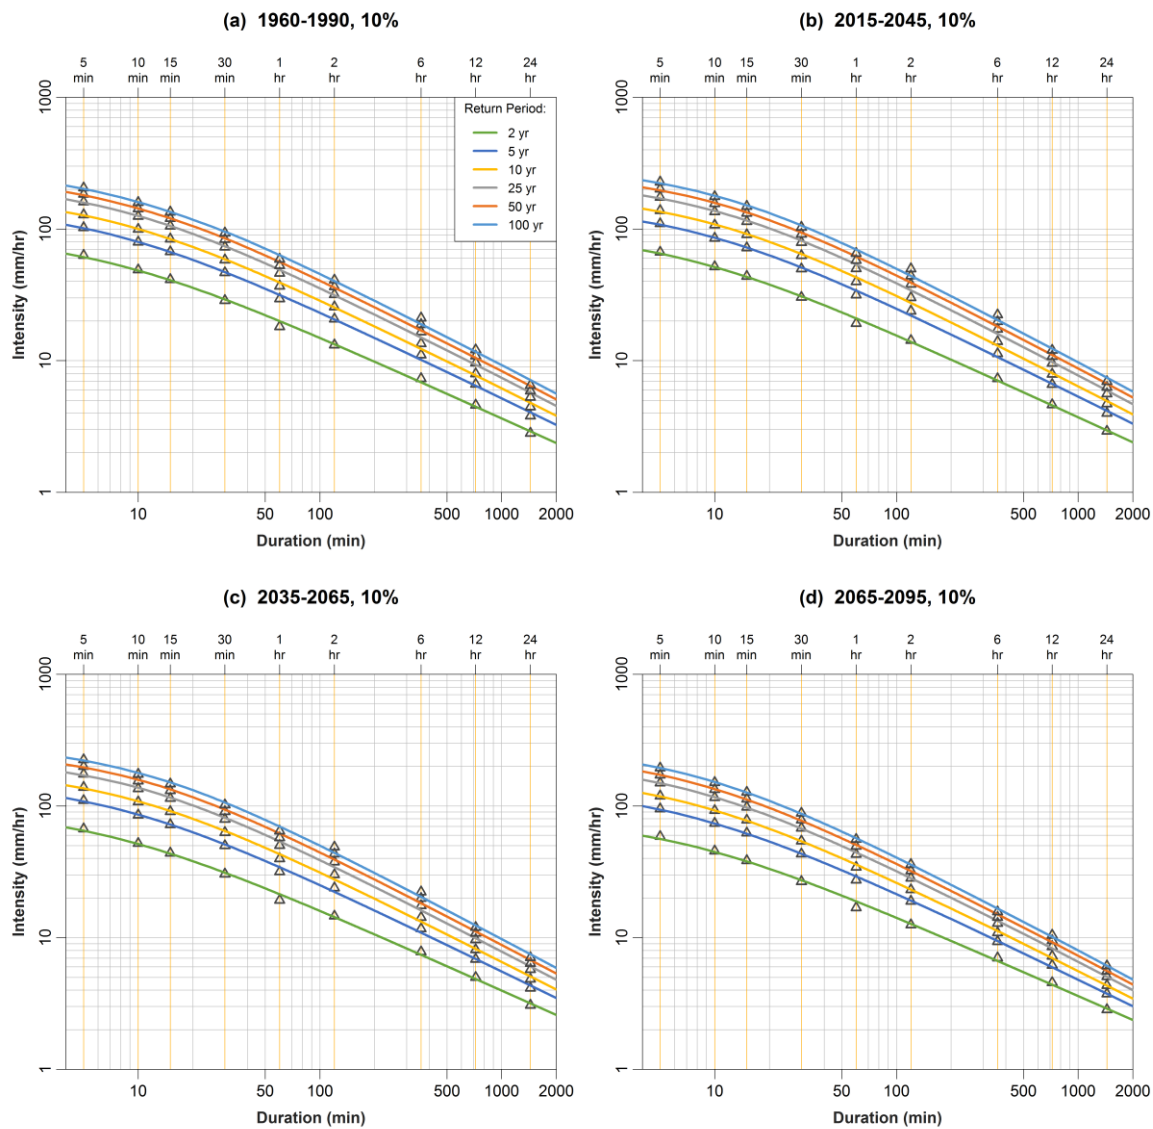 (a) 1960-1990, 10%
5 10 15 30 1 2 6 12 24
min min min min hr hr hr hr hr
1000
100
10
1
Intensity (mm/hr)
Return Period:
2 yr
5 yr
10 yr
25 yr
50 yr
100 yr
10 50 100 500 1000 2000
Duration (min)
(b) 2015-2045, 10%
5 10 15 30 1 2 6 12 24
min min min min hr hr hr hr hr
1000
100
10
1
Intensity (mm/hr)
10 50 100 500 1000 2000
Duration (min)
(c) 2035-2065, 10%
5 10 15 30 1 2 6 12 24
min min min min hr hr hr hr hr
1000
100
10
1
Intensity (mm/hr)
10 50 100 500 1000 2000
Duration (min)
(d) 2065-2095, 10%
5 10 15 30 1 2 6 12 24
min min min min hr hr hr hr hr
1000
100
10
1
Intensity (mm/hr)
10 50 100 500 1000 2000
Duration (min)